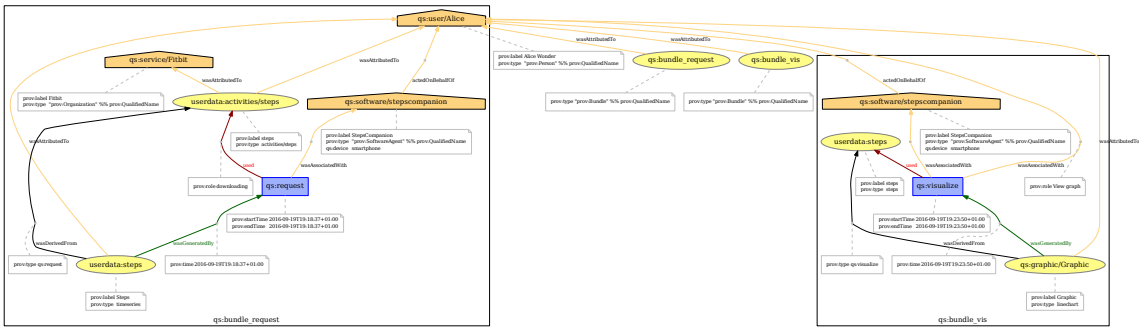 qs:user/Alice
prov:label Alice Wonder
prov:type "prov:Person" %% prov:QualifiedName
wasAttributedTo
wasAttributedTo
qs:bundle_request
qs:bundle_vis
prov:type "prov:Bundle" %% prov:QualifiedName
prov:type "prov:Bundle" %% prov:QualifiedName
qs:service/Fitbit
prov:label Fitbit
prov:type "prov:Organization" %% prov:QualifiedName
wasAttributedTo
wasAttributedTo
actedOnBehalfOf
userdata:activities/steps
qs:software/stepscompanion
prov:label steps
prov:type activities/steps
prov:label StepsCompanion
prov:type "prov:SoftwareAgent" %% prov:QualifiedName
qs:device smartphone
wasAttributedTo
used
wasAssociatedWith
prov:role downloading
qs:request
prov:startTime 2016-09-19T19:18:37+01:00
prov:endTime 2016-09-19T19:18:37+01:00
wasDerivedFrom
wasGeneratedBy
prov:type qs:request
userdata:steps
prov:time 2016-09-19T19:18:37+01:00
prov:label Steps
prov:type timeseries
qs:bundle_request
actedOnBehalfOf
qs:software/stepscompanion
userdata:steps
prov:label StepsCompanion
prov:type "prov:SoftwareAgent" %% prov:QualifiedName
qs:device smartphone
wasAttributedTo
used
wasAssociatedWith
wasAssociatedWith
prov:label steps
prov:type steps
qs:visualize
prov:role View graph
prov:startTime 2016-09-19T19:23:50+01:00
prov:endTime 2016-09-19T19:23:50+01:00
wasDerivedFrom
wasGeneratedBy
prov:type qs:visualize
prov:time 2016-09-19T19:23:50+01:00
qs:graphic/Graphic
prov:label Graphic
prov:type linechart
qs:bundle_vis